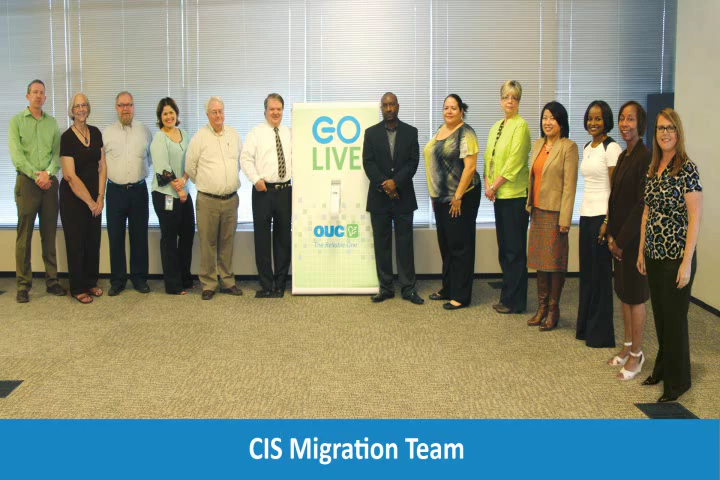 GO
LIVE
OUC
The Reliable One
CIS Migration Team